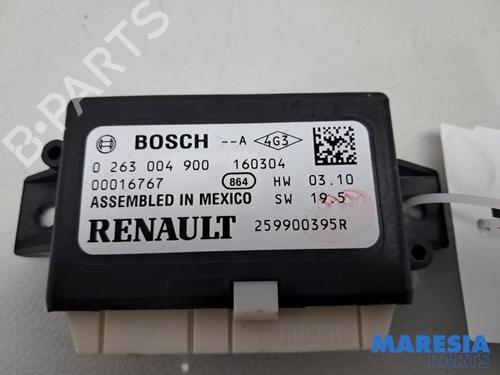 BOSCH --A 4G3
0 263 004 900 160304
00016767 864 HW 03.10
ASSEMBLED IN MEXICO SW 19.5
RENAULT 259900395R
BOSCH
B-PARTS
MARESIA
PARTS